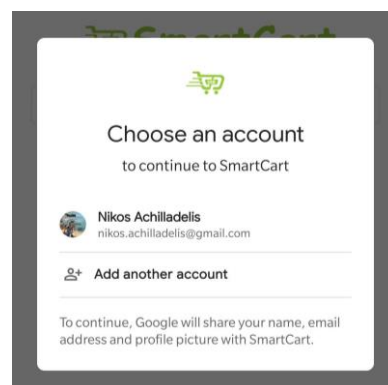 SmartCart
Choose an account
to continue to SmartCart
Nikos Achilladelis
nikos.achilladelis@gmail.com
Add another account
To continue, Google will share your name, email
address and profile picture with SmartCart.